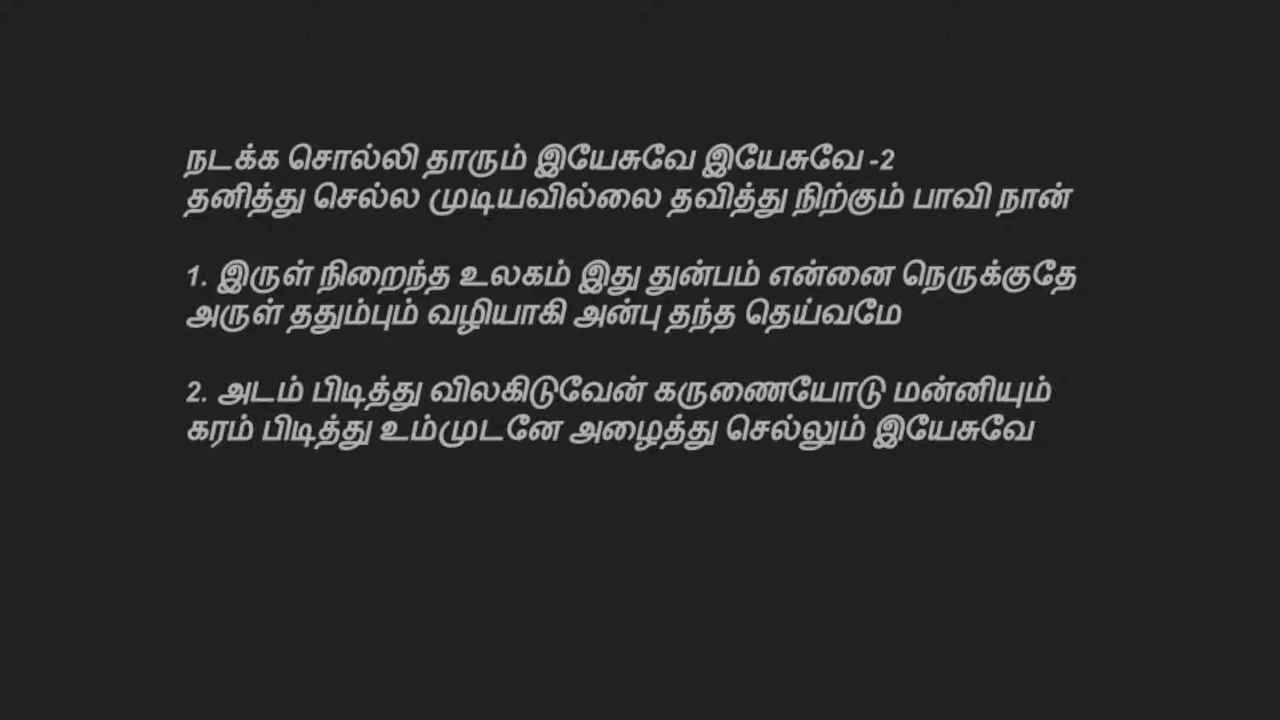 நடக்க சொல்லி தாரும் இயேசுவே இயேசுவே -2
தனித்து செல்ல முடியவில்லை தவித்து நிற்கும் பாவி நான்
1. இருள் நிறைந்த உலகம் இது துன்பம் என்னை நெருக்குதே
அருள் ததும்பும் வழியாகி அன்பு தந்த தெய்வமே
2. அடம் பிடித்து விலகிடுவேன் கருணையோடு மன்னியும்
கரம் பிடித்து உம்முடனே அழைத்து செல்லும் இயேசுவே